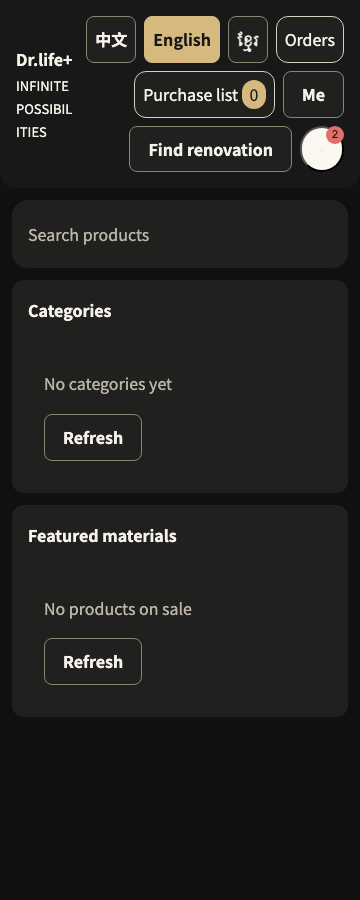 中文
English
ខ្មែរ
Orders
Dr.life+
INFINITE
POSSIBIL
ITIES
Purchase list 0
Me
Find renovation
2
Search products
Categories
No categories yet
Refresh
Featured materials
No products on sale
Refresh